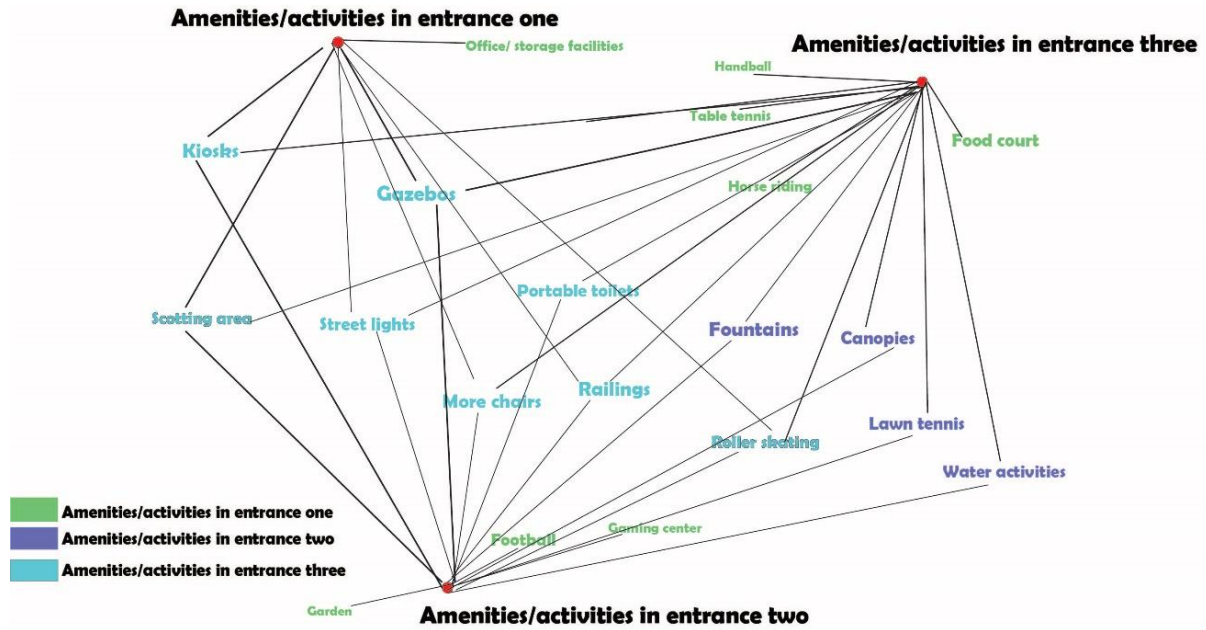 Amenities/activities in entrance one
Office/ storage facilities
Amenities/activities in entrance three
Handball
Table tennis
Food court
Kiosks
Gazebos
Horse riding
Portable toilets
Scotting area
Street lights
Fountains
Canopies
More chairs
Railings
Lawn tennis
Roller skating
Water activities
Amenities/activities in entrance one
Amenities/activities in entrance two
Amenities/activities in entrance three
Football
Gaming center
Garden
Amenities/activities in entrance two